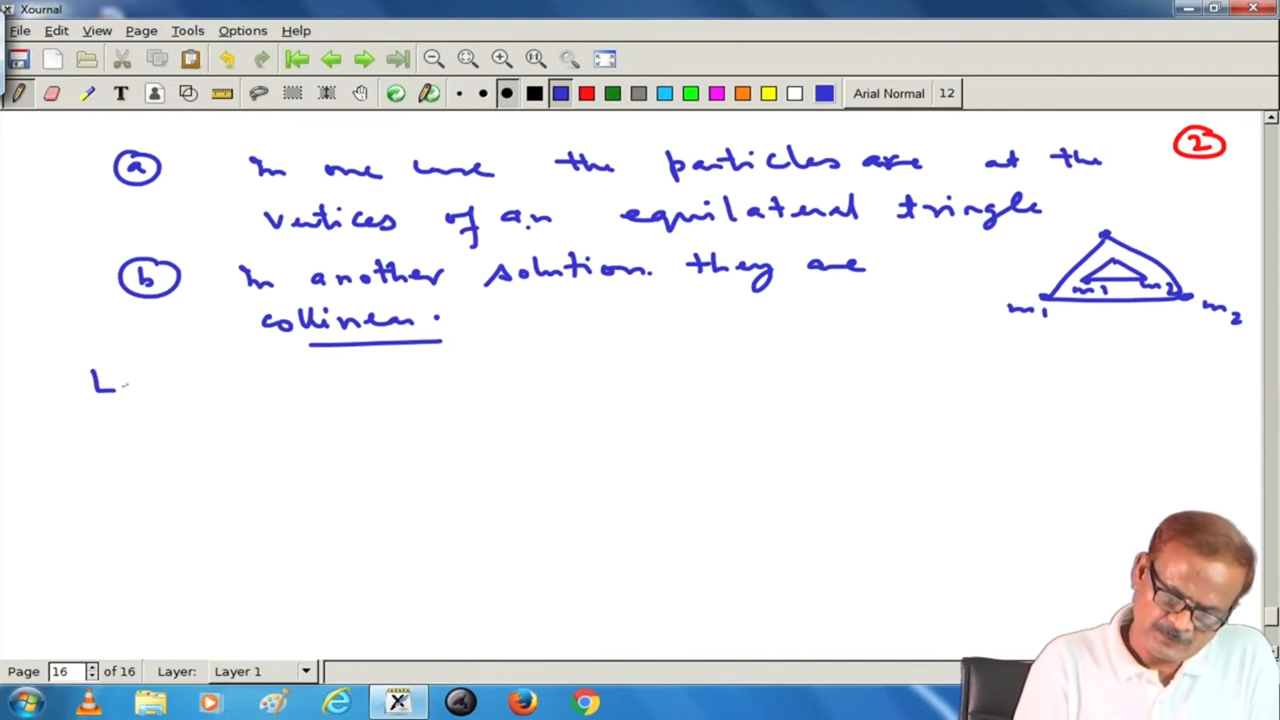 Xournal
File Edit View Page Tools Options Help
Arial Normal 12
2
a In one case the particles are at the
vertices of an equilateral tringle
b In another solution. they are
collinear.
m1 m2
m1 m2
L
Page 16 of 16 Layer: Layer 1